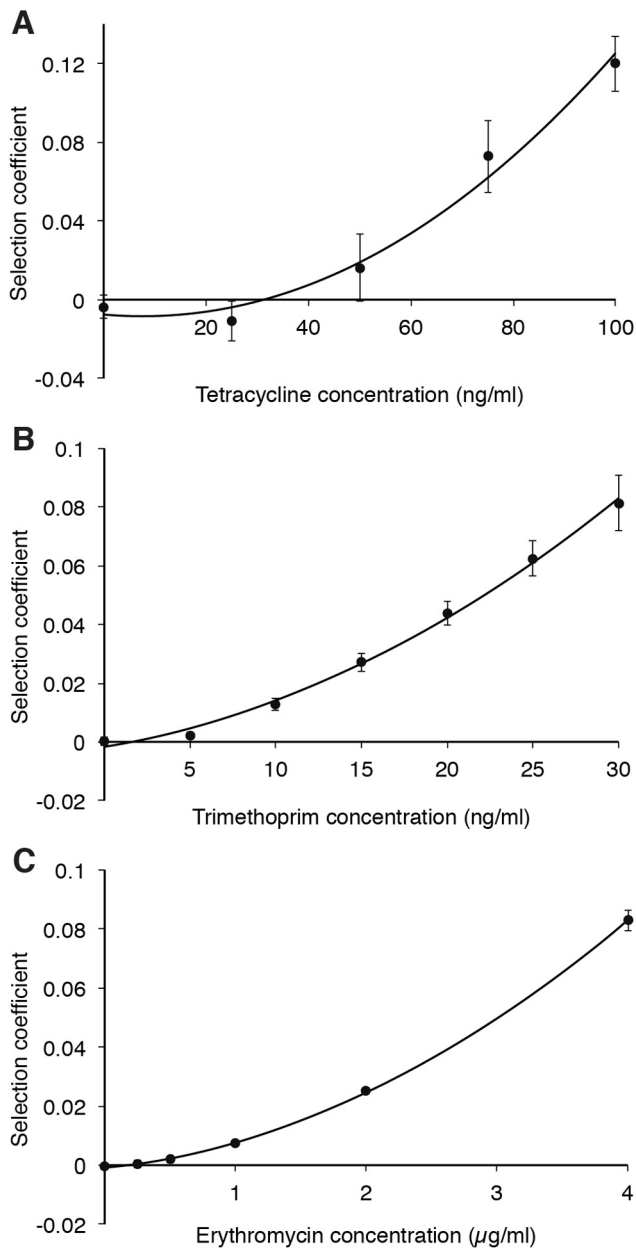 A
0.12
0.08
0.04
0
-0.04
Selection coefficient
20 40 60 80 100
Tetracycline concentration (ng/ml)
B
0.1
0.08
0.06
0.04
0.02
0
-0.02
Selection coefficient
5 10 15 20 25 30
Trimethoprim concentration (ng/ml)
C
0.1
0.08
0.06
0.04
0.02
0
-0.02
Selection coefficient
1 2 3 4
Erythromycin concentration (µg/ml)